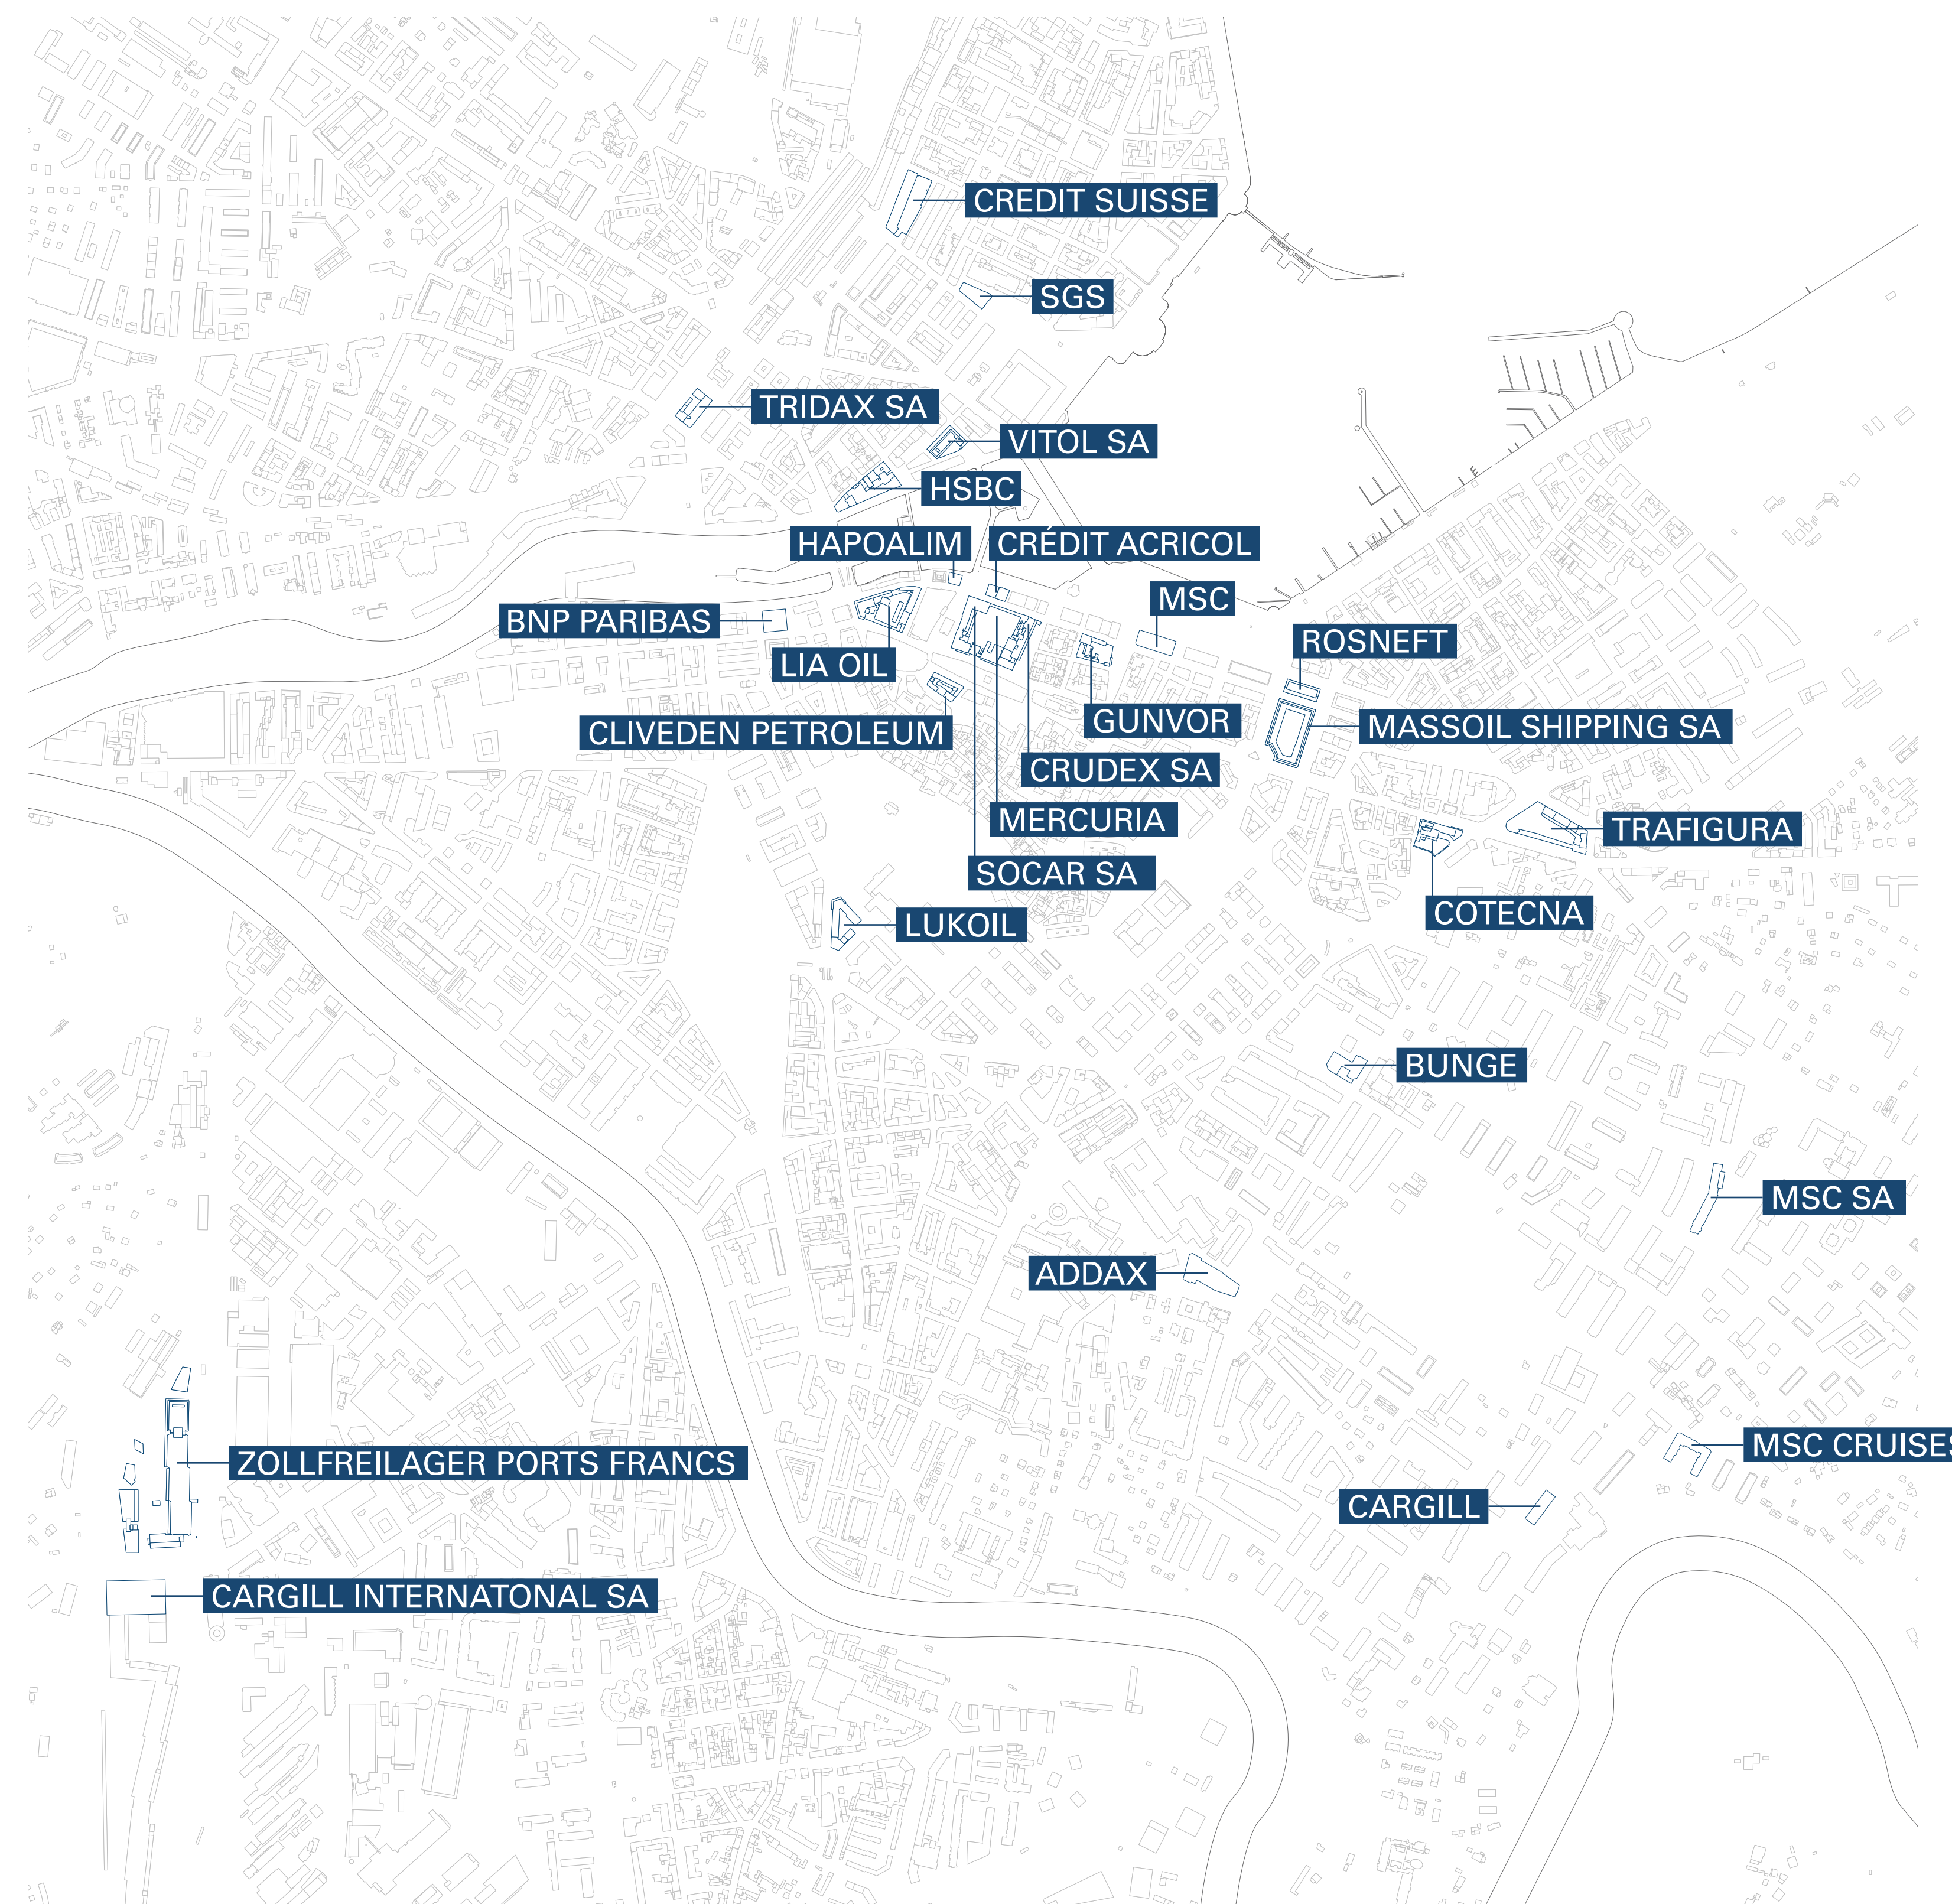 CREDIT SUISSE
SGS
TRIDAX SA
VITOL SA
HSBC
HAPOALIM
CRÉDIT ACRICOL
MSC
BNP PARIBAS
ROSNEFT
LIA OIL
GUNVOR
MASSOIL SHIPPING SA
CLIVEDEN PETROLEUM
CRUDEX SA
MERCURIA
TRAFIGURA
SOCAR SA
COTECNA
LUKOIL
BUNGE
MSC SA
ADDAX
MSC CRUISES
ZOLLFREILAGER PORTS FRANCS
CARGILL
CARGILL INTERNATONAL SA